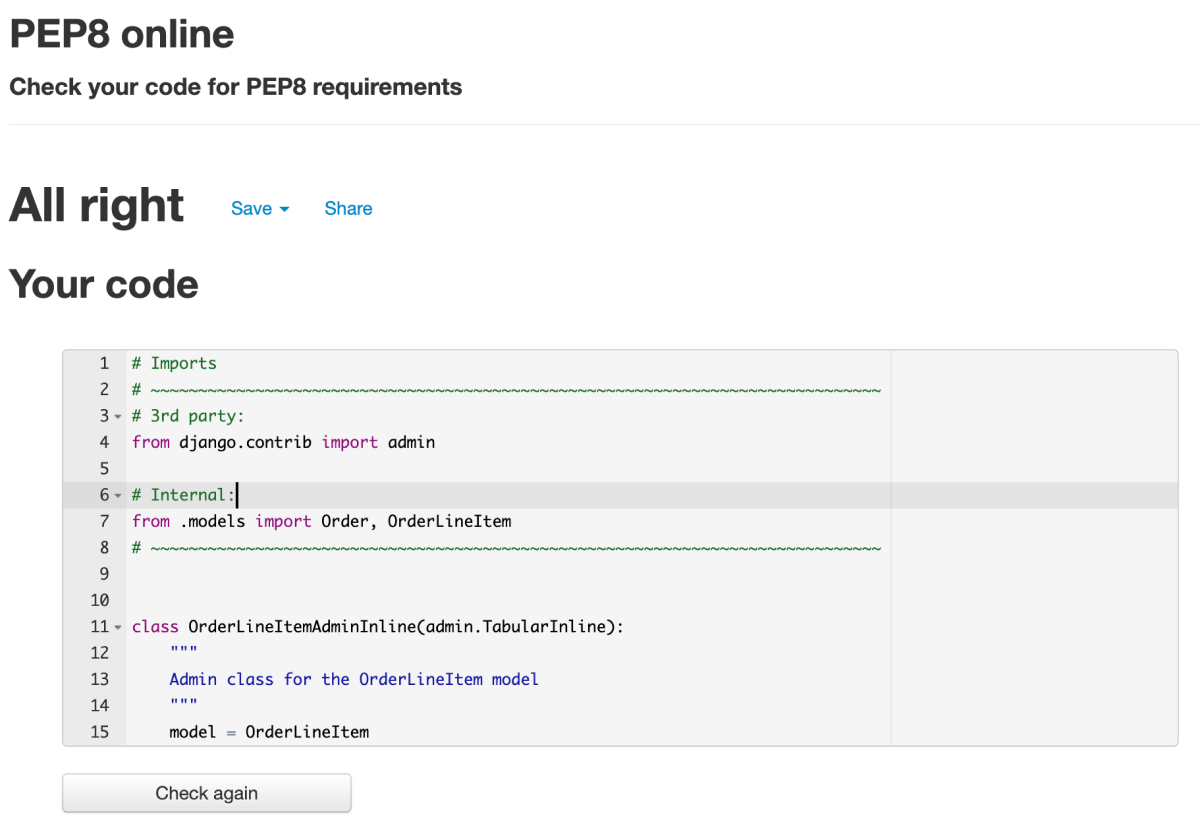 PEP8 online
Check your code for PEP8 requirements
All right Save Share
Your code
1 # Imports
2 # ~~~~~~~~~~~~~~~~~~~~~~~~~~~~~~~~~~~~~~~~~~~~~~~~~~~~~~~~~~~~~~~~~~~~~~~~~~~~~
3 # 3rd party:
4 from django.contrib import admin
5
6 # Internal:
7 from .models import Order, OrderLineItem
8 # ~~~~~~~~~~~~~~~~~~~~~~~~~~~~~~~~~~~~~~~~~~~~~~~~~~~~~~~~~~~~~~~~~~~~~~~~~~~~~
9
10
11 class OrderLineItemAdminInline(admin.TabularInline):
12     """
13     Admin class for the OrderLineItem model
14     """
15     model = OrderLineItem
Check again